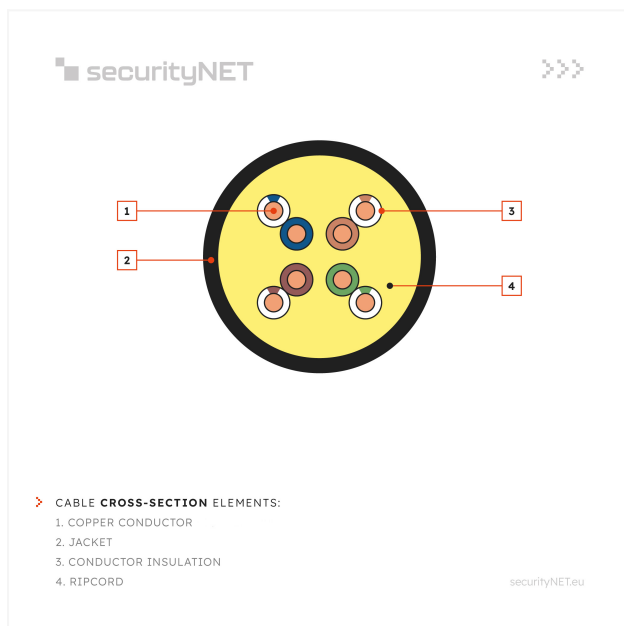 securityNET
1
3
2
4
CABLE CROSS-SECTION ELEMENTS:
1. COPPER CONDUCTOR
2. JACKET
3. CONDUCTOR INSULATION
4. RIPCORD
securityNET.eu